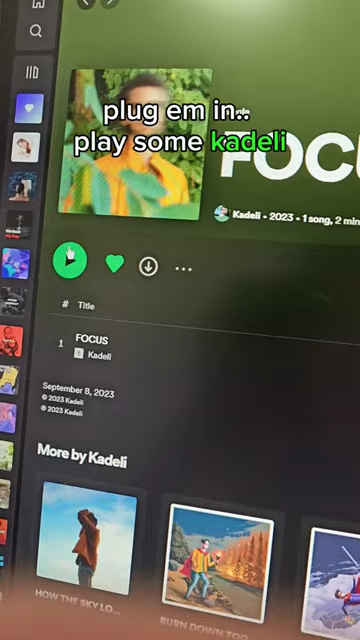 plug em in..
play some kadeli
FOCU
Kadeli • 2023 • 1 song, 2 min
# Title
1 FOCUS
E Kadeli
September 8, 2023
© 2023 Kadeli
℗ 2023 Kadeli
More by Kadeli
HOW THE SKY LO...
BURN DOWN TOO